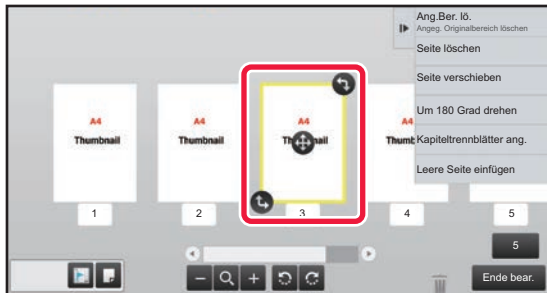 Ang.Ber. lö.
Angeg. Originalbereich löschen
Seite löschen
Seite verschieben
Um 180 Grad drehen
Kapiteltrennblätter ang.
Leere Seite einfügen
A4
Thumbnail
A4
Thumbnail
A4
Thumbnail
A4
Thumb
1
2
3
4
5
5
Ende bear.